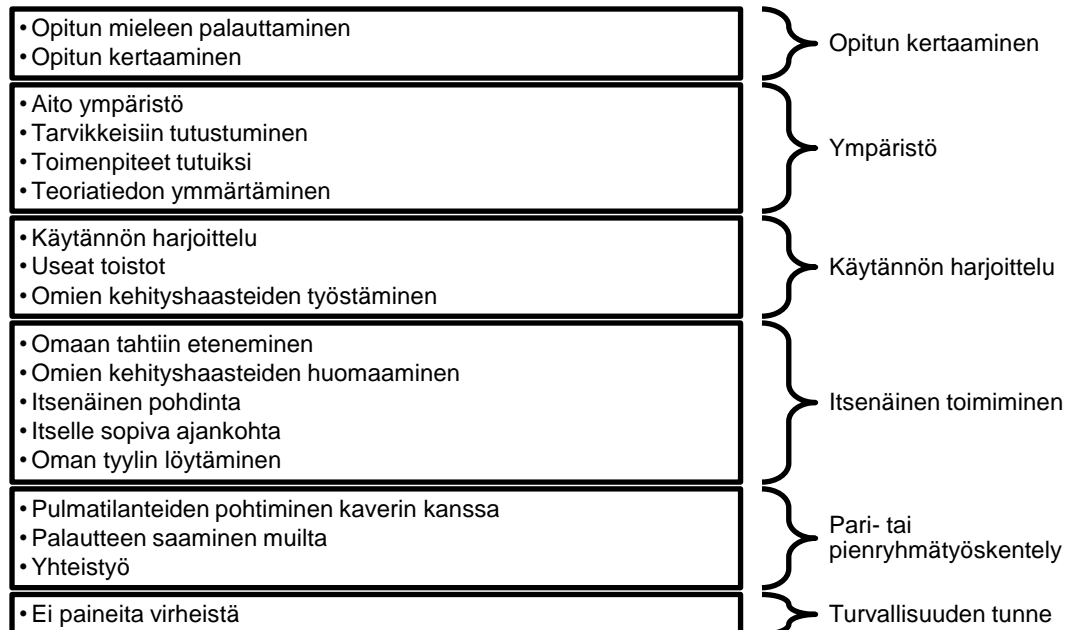 • Opitun mieleen palauttaminen
• Opitun kertaaminen
Opitun kertaaminen
• Aito ympäristö
• Tarvikkeisiin tutustuminen
• Toimenpiteet tutuiksi
• Teoriatiedon ymmärtäminen
Ympäristö
• Käytännön harjoittelu
• Useat toistot
• Omien kehityshaasteiden työstäminen
Käytännön harjoittelu
• Omaan tahtiin eteneminen
• Omien kehityshaasteiden huomaaminen
• Itsenäinen pohdinta
• Itselle sopiva ajankohta
• Oman tyylin löytäminen
Itsenäinen toimiminen
• Pulmatilanteiden pohtiminen kaverin kanssa
• Palautteen saaminen muilta
• Yhteistyö
Pari- tai
pienryhmätyöskentely
• Ei paineita virheistä
Turvallisuuden tunne